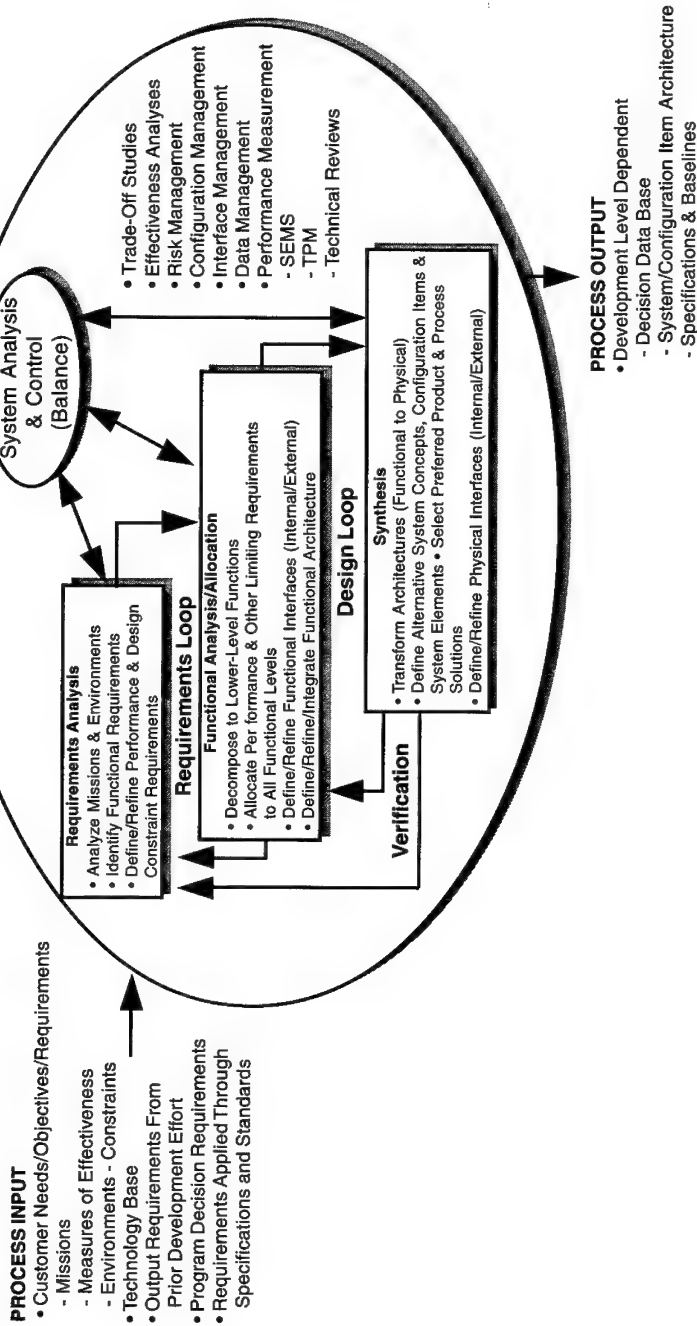 PROCESS INPUT
• Customer Needs/Objectives/Requirements
- Missions
- Measures of Effectiveness
- Environments - Constraints
• Technology Base
• Output Requirements From
Prior Development Effort
• Program Decision Requirements
• Requirements Applied Through
Specifications and Standards
System Analysis
& Control
(Balance)
Requirements Analysis
• Analyze Missions & Environments
• Identify Functional Requirements
• Define/Refine Performance & Design
Constraint Requirements
• Trade-Off Studies
• Effectiveness Analyses
• Risk Management
• Configuration Management
• Interface Management
• Data Management
• Performance Measurement
- SEMS
- TPM
- Technical Reviews
Requirements Loop
Functional Analysis/Allocation
• Decompose to Lower-Level Functions
• Allocate Per formance & Other Limiting Requirements
to All Functional Levels
• Define/Refine Functional Interfaces (Internal/External)
• Define/Refine/Integrate Functional Architecture
Design Loop
Synthesis
• Transform Architectures (Functional to Physical)
• Define Alternative System Concepts, Configuration Items &
System Elements • Select Preferred Product & Process
Solutions
• Define/Refine Physical Interfaces (Internal/External)
Verification
PROCESS OUTPUT
• Development Level Dependent
- Decision Data Base
- System/Configuration Item Architecture
- Specifications & Baselines